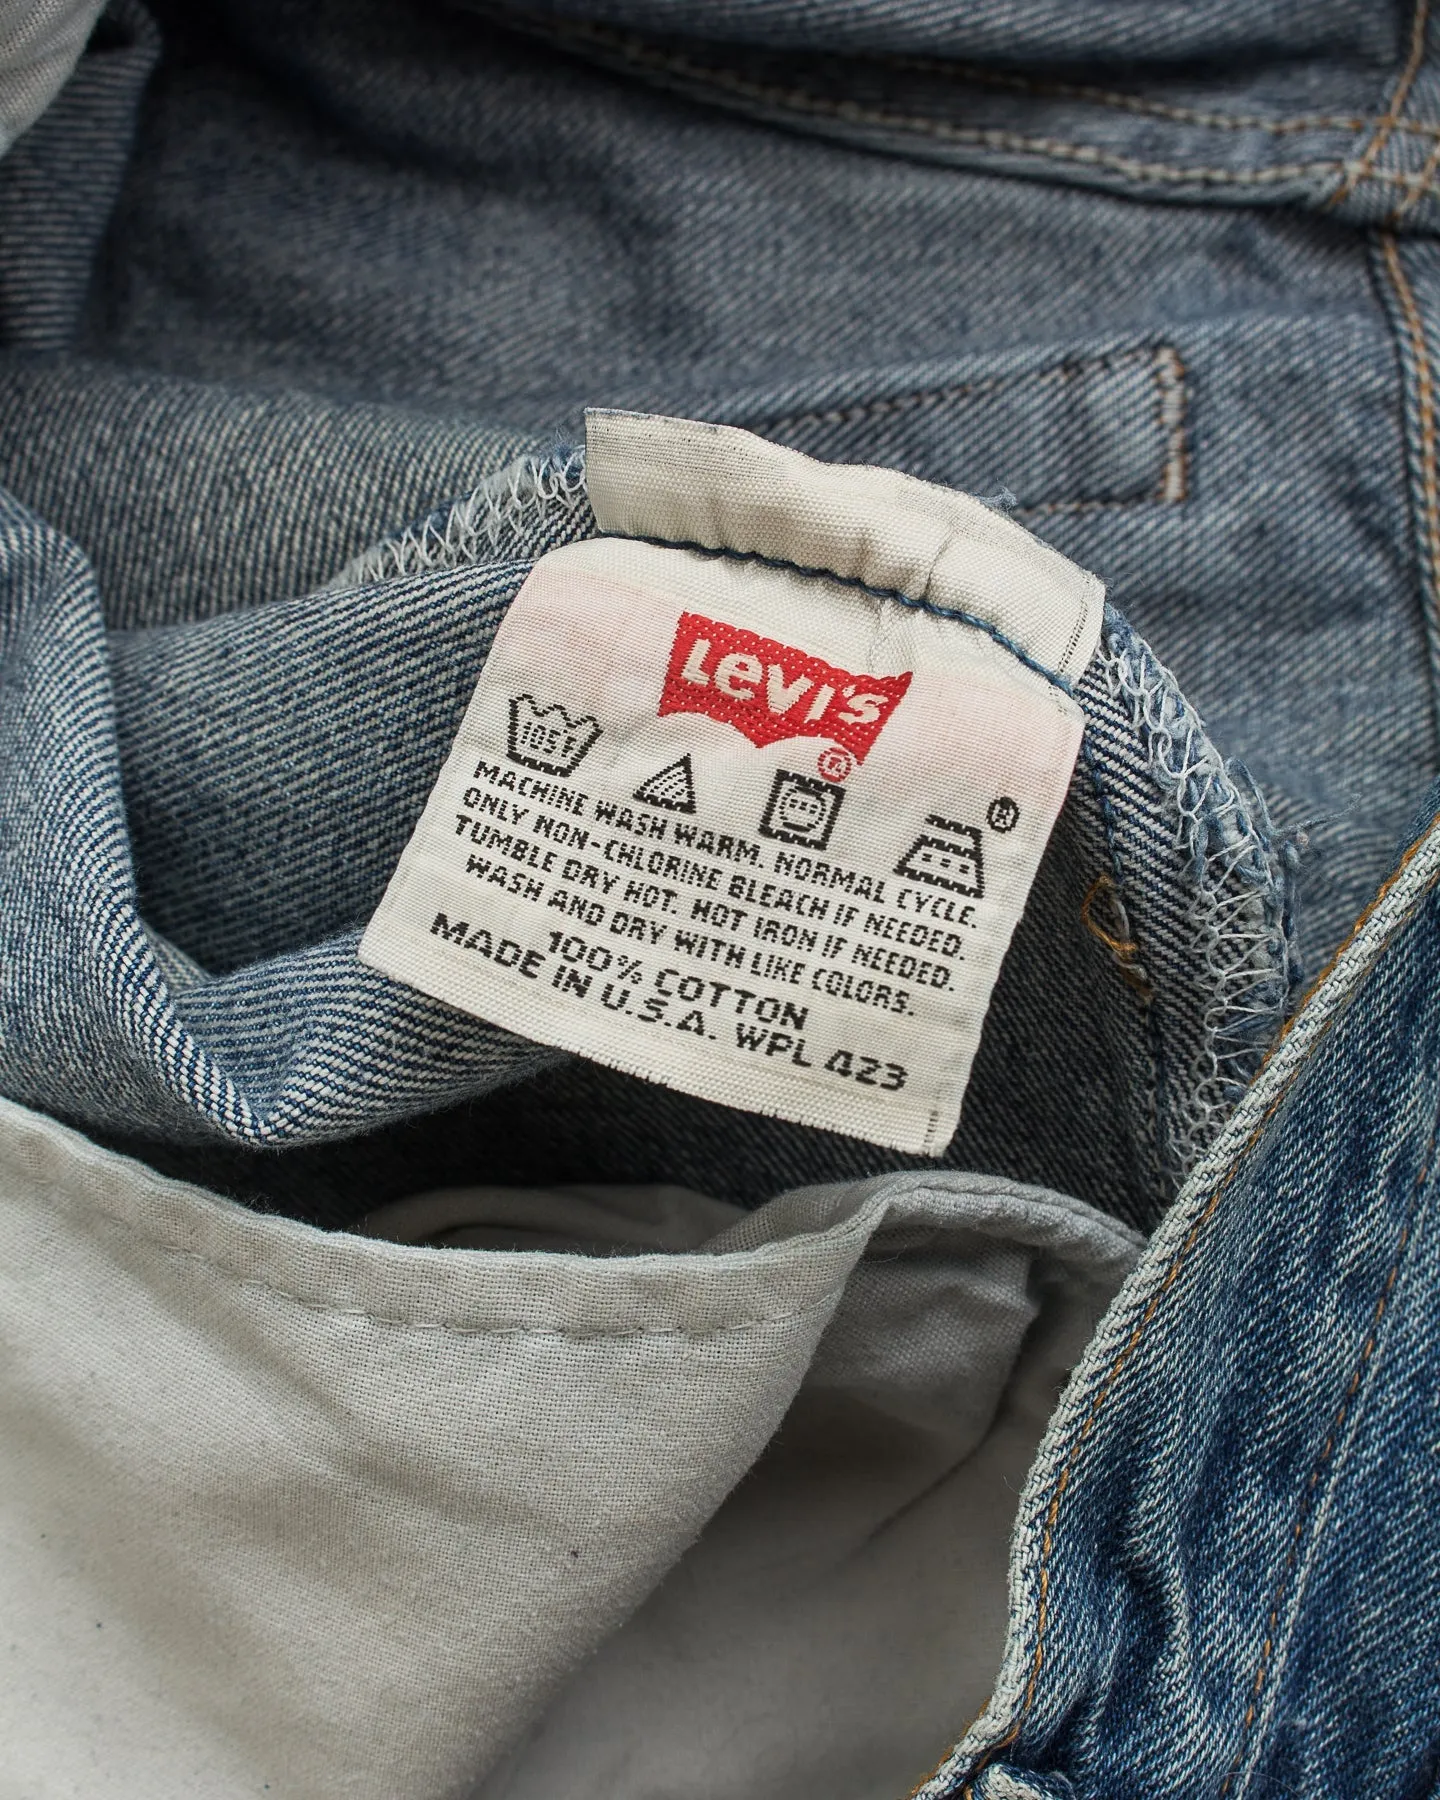 Levi's
®
105F
®
MACHINE WASH WARM. NORMAL CYCLE.
ONLY NON-CHLORINE BLEACH IF NEEDED.
TUMBLE DRY HOT. HOT IRON IF NEEDED.
WASH AND DRY WITH LIKE COLORS.
100% COTTON
MADE IN U.S.A. WPL 423